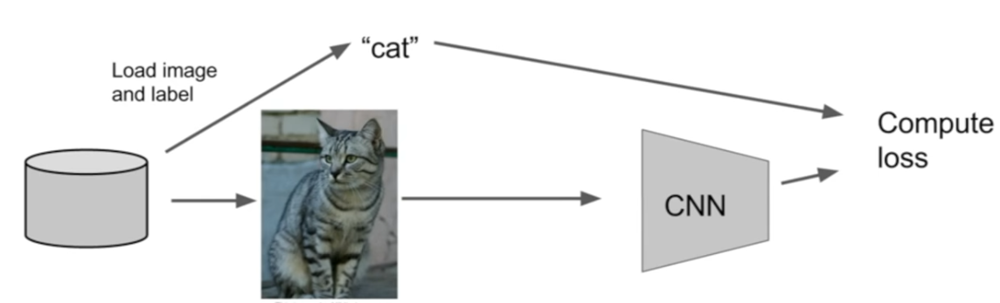 “cat”
Load image
and label
Compute
loss
CNN